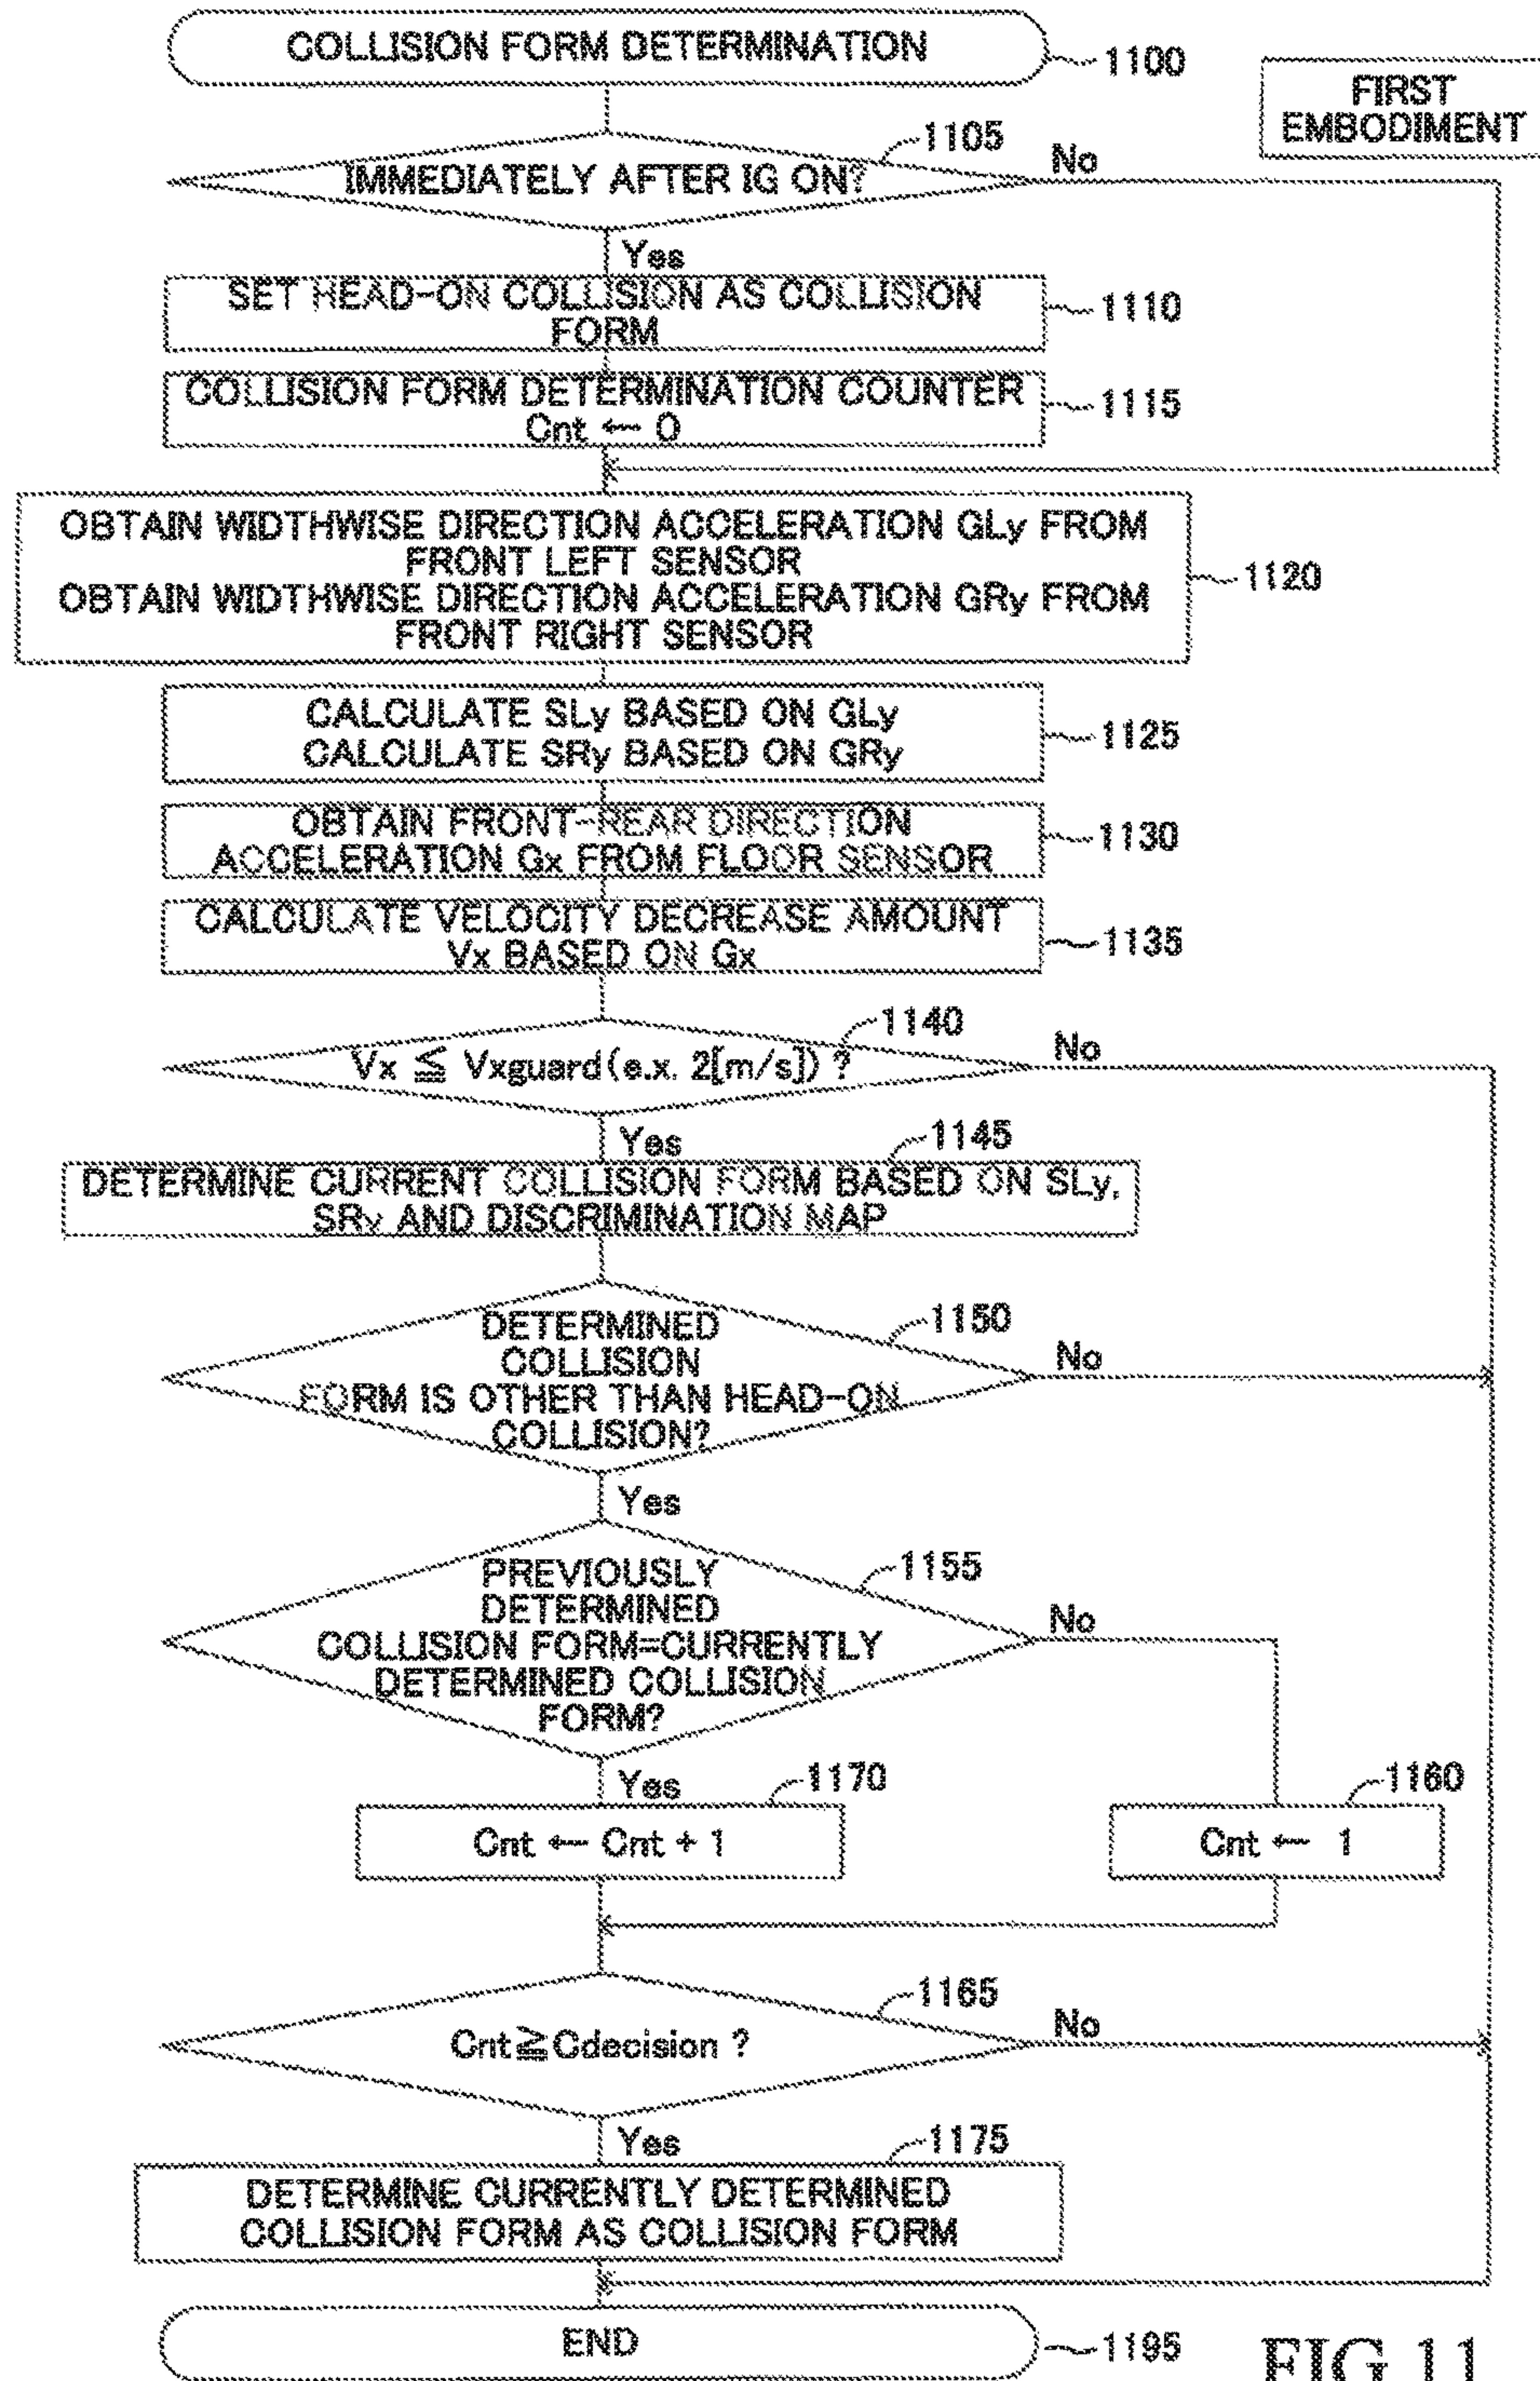 COLLISION FORM DETERMINATION
1100
FIRST
EMBODIMENT
1105
IMMEDIATELY AFTER IG ON?
No
Yes
SET HEAD-ON COLLISION AS COLLISION
FORM
1110
COLLISION FORM DETERMINATION COUNTER
Cnt ← 0
1115
OBTAIN WIDTHWISE DIRECTION ACCELERATION GLy FROM
FRONT LEFT SENSOR
OBTAIN WIDTHWISE DIRECTION ACCELERATION GRy FROM
FRONT RIGHT SENSOR
1120
CALCULATE SLy BASED ON GLy
CALCULATE SRy BASED ON GRy
1125
OBTAIN FRONT-REAR DIRECTION
ACCELERATION Gx FROM FLOOR SENSOR
1130
CALCULATE VELOCITY DECREASE AMOUNT
Vx BASED ON Gx
1135
1140
Vx ≦ Vxguard(e.x. 2[m/s]) ?
No
Yes
1145
DETERMINE CURRENT COLLISION FORM BASED ON SLy,
SRy AND DISCRIMINATION MAP
1150
DETERMINED
COLLISION
FORM IS OTHER THAN HEAD-ON
COLLISION?
No
Yes
1155
PREVIOUSLY
DETERMINED
COLLISION FORM=CURRENTLY
DETERMINED COLLISION
FORM?
No
Yes
1170
Cnt ← Cnt + 1
1160
Cnt ← 1
1165
Cnt≧Cdecision ?
No
Yes
1175
DETERMINE CURRENTLY DETERMINED
COLLISION FORM AS COLLISION FORM
END
1195
FIG.11